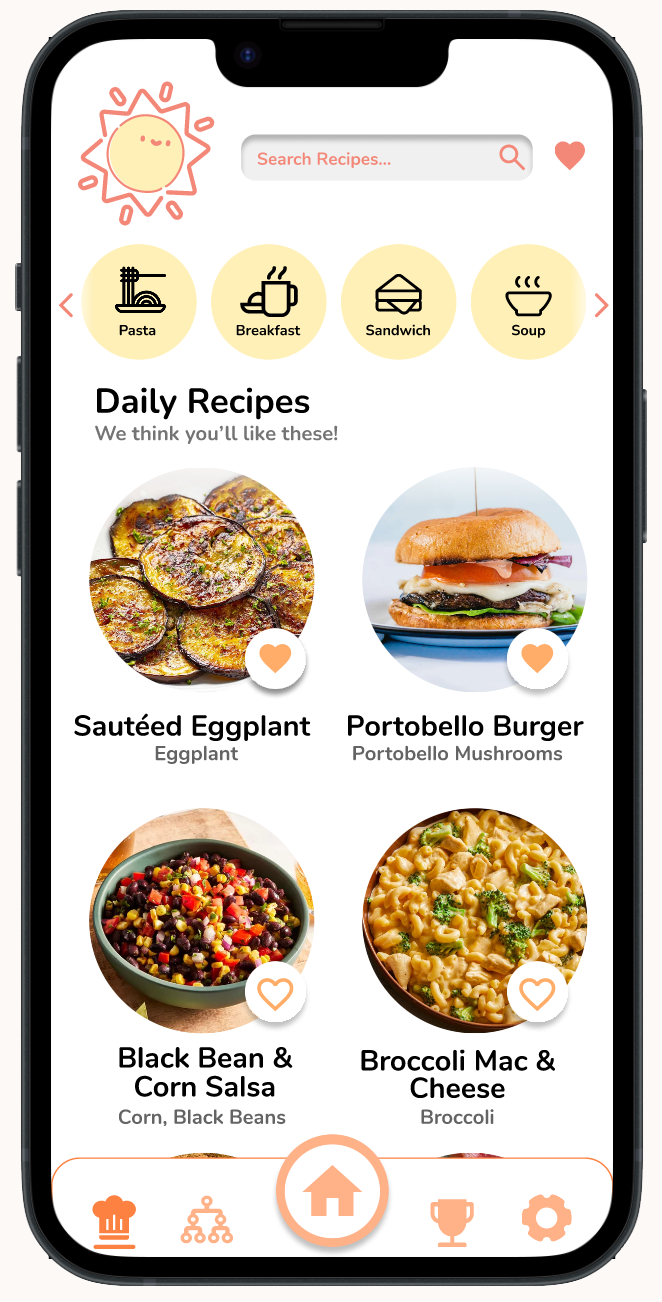 Search Recipes...
Pasta
Breakfast
Sandwich
Soup
Daily Recipes
We think you'll like these!
Sautéed Eggplant
Eggplant
Portobello Burger
Portobello Mushrooms
Black Bean &
Corn Salsa
Corn, Black Beans
Broccoli Mac &
Cheese
Broccoli